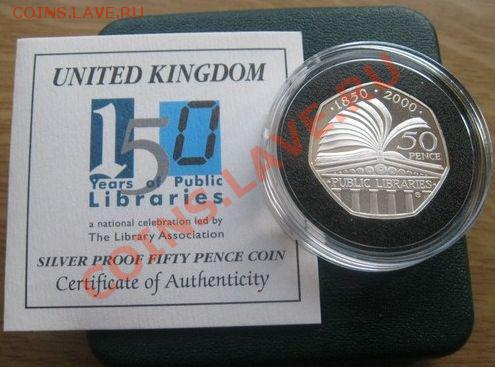 COINS.LAVE.RU
UNITED KINGDOM
150
Years of Public
Libraries
a national celebration led by
The Library Association
SILVER PROOF FIFTY PENCE COIN
Certificate of Authenticity
1850 · 2000
50
PENCE
PUBLIC LIBRARIES
COINS.LAVE.RU